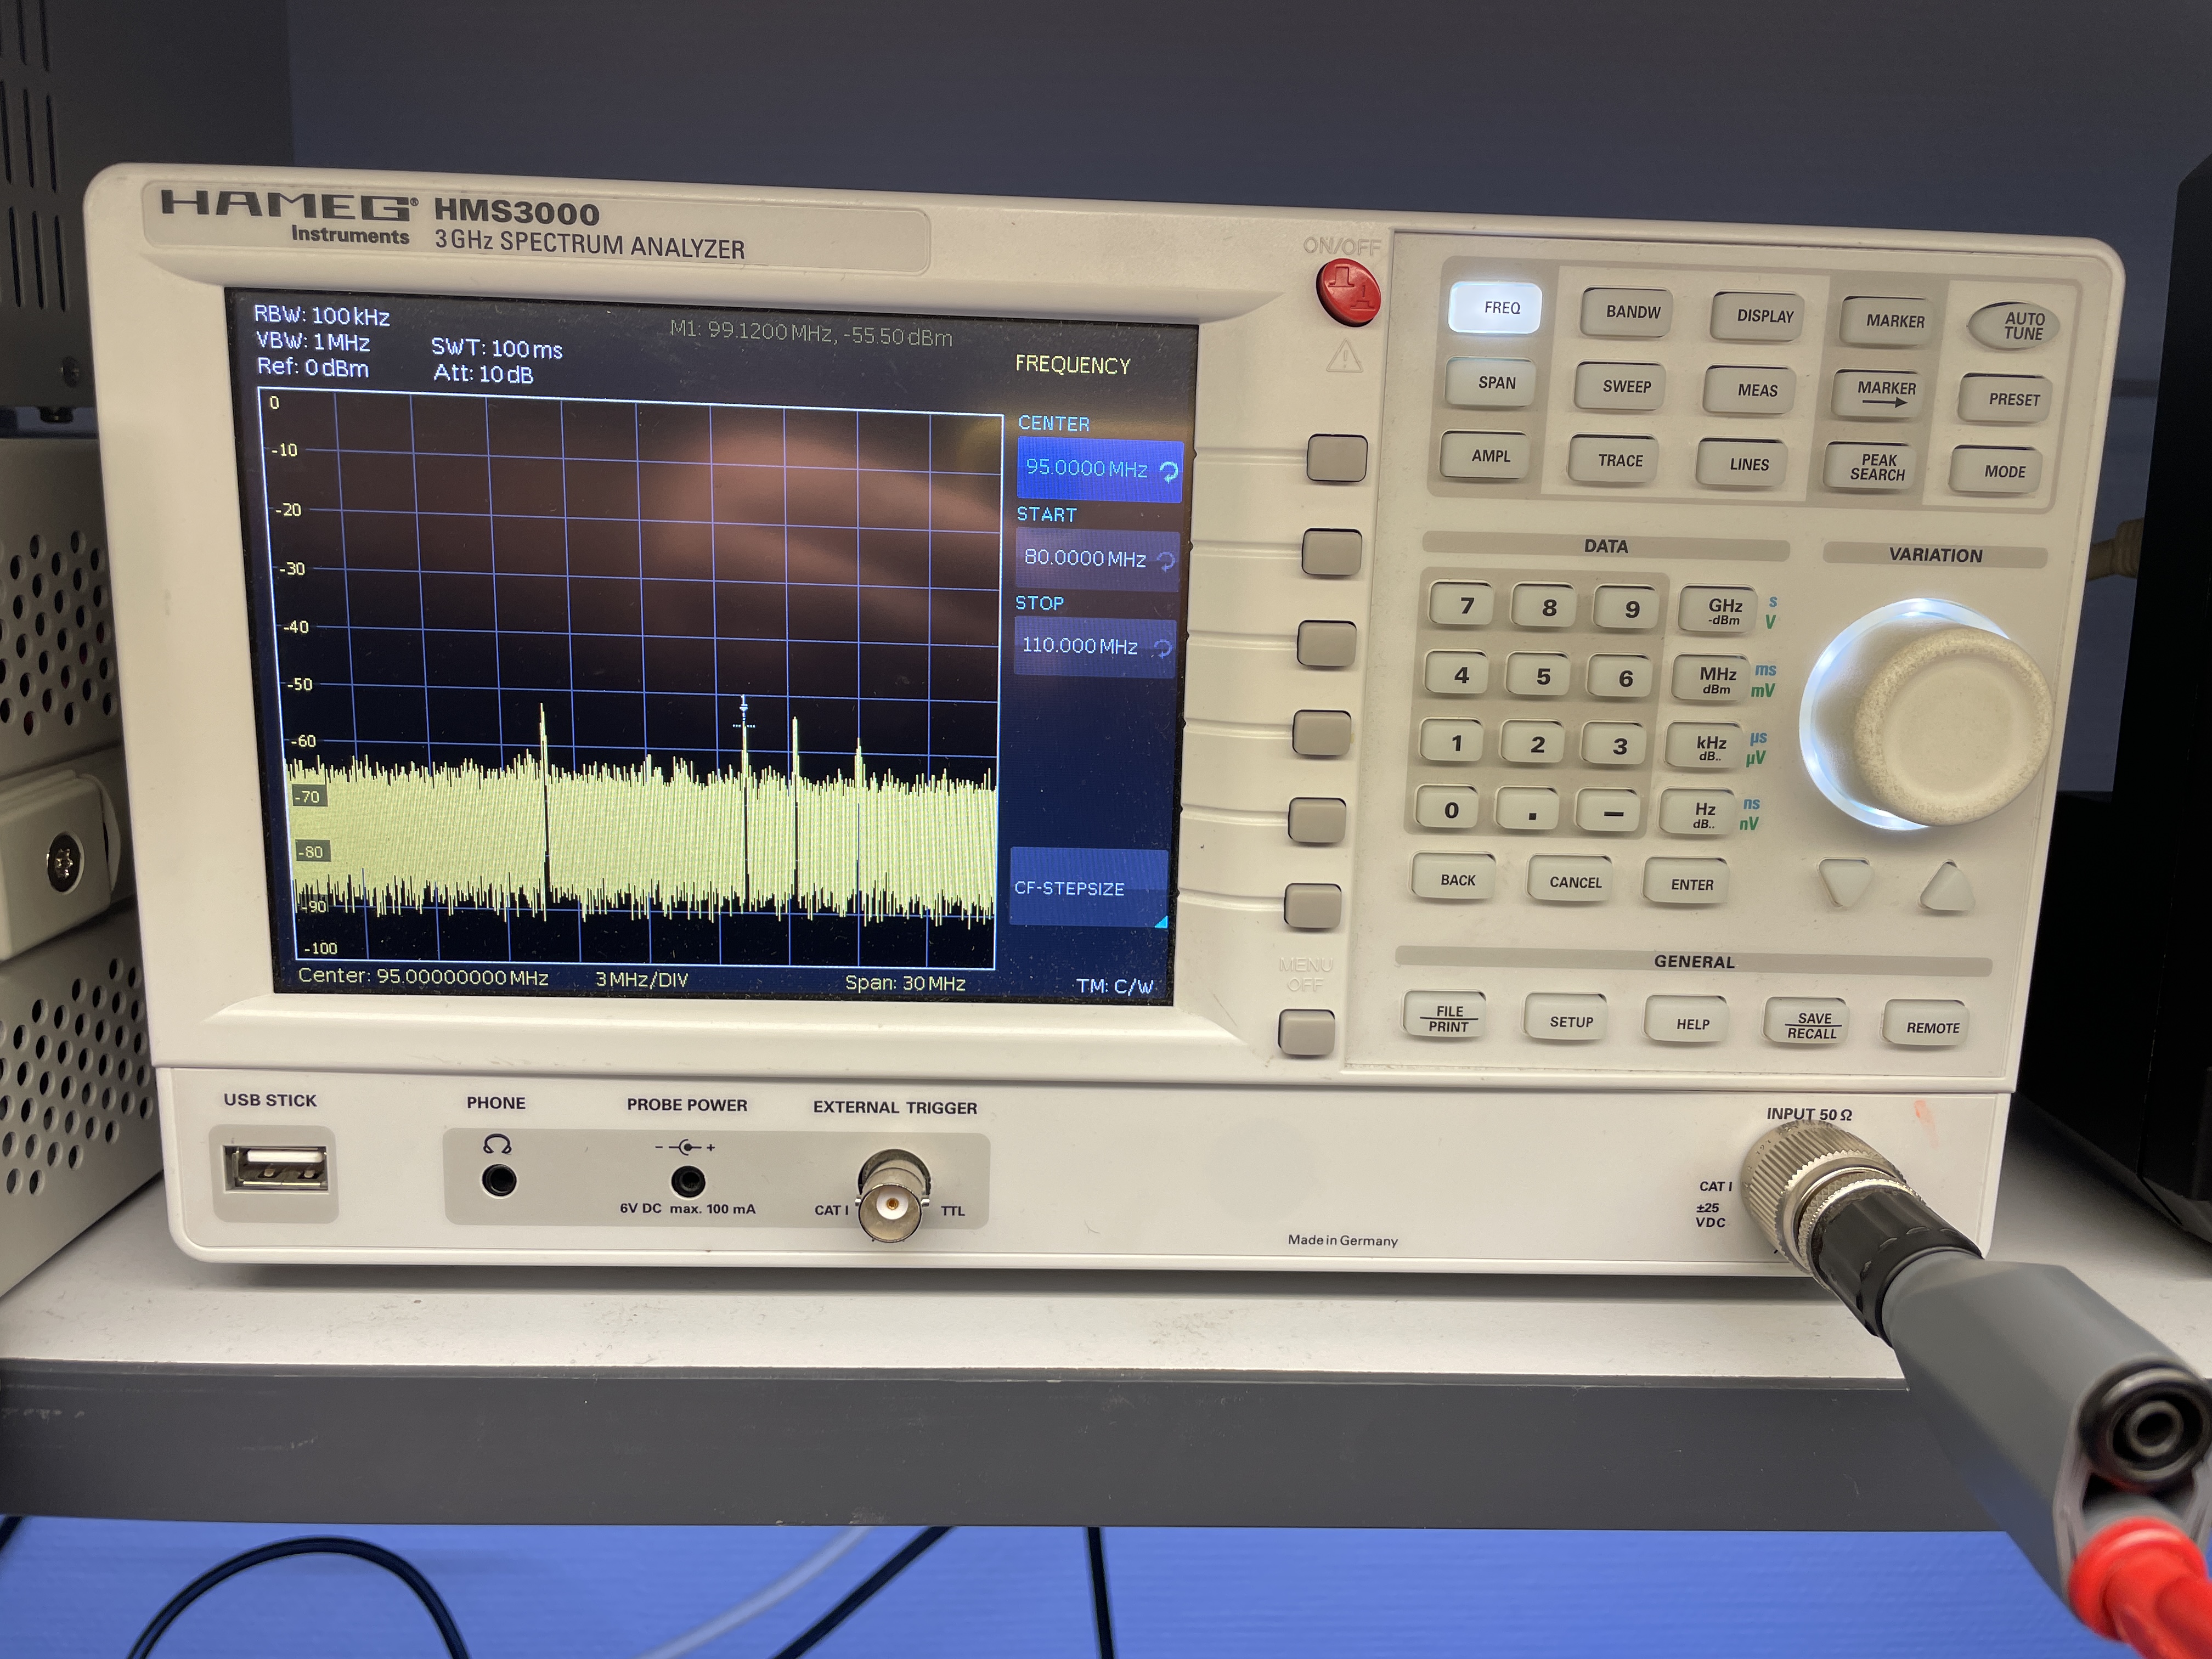 HAMEG® HMS3000
Instruments 3 GHz SPECTRUM ANALYZER
RBW: 100 kHz
VBW: 1 MHz
Ref: 0 dBm
SWT: 100 ms
Att: 10 dB
M1: 99.1200 MHz, -55.50 dBm
0
-10
-20
-30
-40
-50
-60
-70
-80
-90
-100
Center: 95.00000000 MHz 3 MHz/DIV Span: 30 MHz
FREQUENCY
CENTER
95.0000 MHz
START
80.0000 MHz
STOP
110.000 MHz
CF-STEPSIZE
TM: C/W
ON/OFF
MENU
OFF
FREQ BANDW DISPLAY MARKER AUTO TUNE
SPAN SWEEP MEAS MARKER PRESET
AMPL TRACE LINES PEAK SEARCH MODE
DATA
VARIATION
7 8 9 GHz -dBm s V
4 5 6 MHz dBm ms mV
1 2 3 kHz dB.. µs µV
0 . – Hz dB.. ns nV
BACK CANCEL ENTER
GENERAL
FILE PRINT SETUP HELP SAVE RECALL REMOTE
USB STICK
PHONE
PROBE POWER
- +
6V DC max. 100 mA
EXTERNAL TRIGGER
CAT I TTL
Made in Germany
INPUT 50 Ω
CAT I
±25
VDC